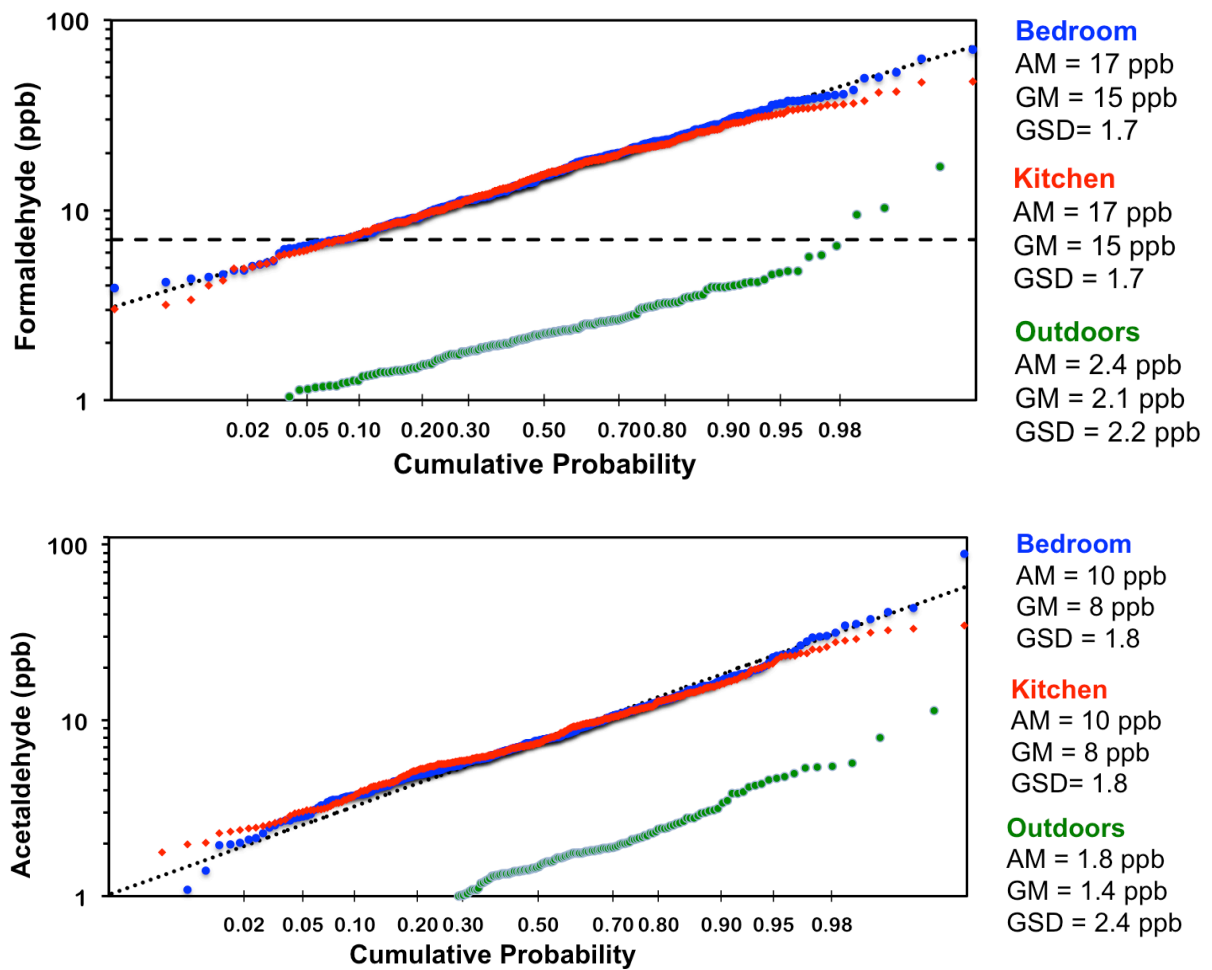 100
10
1
Formaldehyde (ppb)
0.02 0.05 0.10 0.20 0.30 0.50 0.70 0.80 0.90 0.95 0.98
Cumulative Probability
Bedroom
AM = 17 ppb
GM = 15 ppb
GSD= 1.7
Kitchen
AM = 17 ppb
GM = 15 ppb
GSD = 1.7
Outdoors
AM = 2.4 ppb
GM = 2.1 ppb
GSD = 2.2 ppb
100
10
1
Acetaldehyde (ppb)
0.02 0.05 0.10 0.20 0.30 0.50 0.70 0.80 0.90 0.95 0.98
Cumulative Probability
Bedroom
AM = 10 ppb
GM = 8 ppb
GSD = 1.8
Kitchen
AM = 10 ppb
GM = 8 ppb
GSD= 1.8
Outdoors
AM = 1.8 ppb
GM = 1.4 ppb
GSD = 2.4 ppb